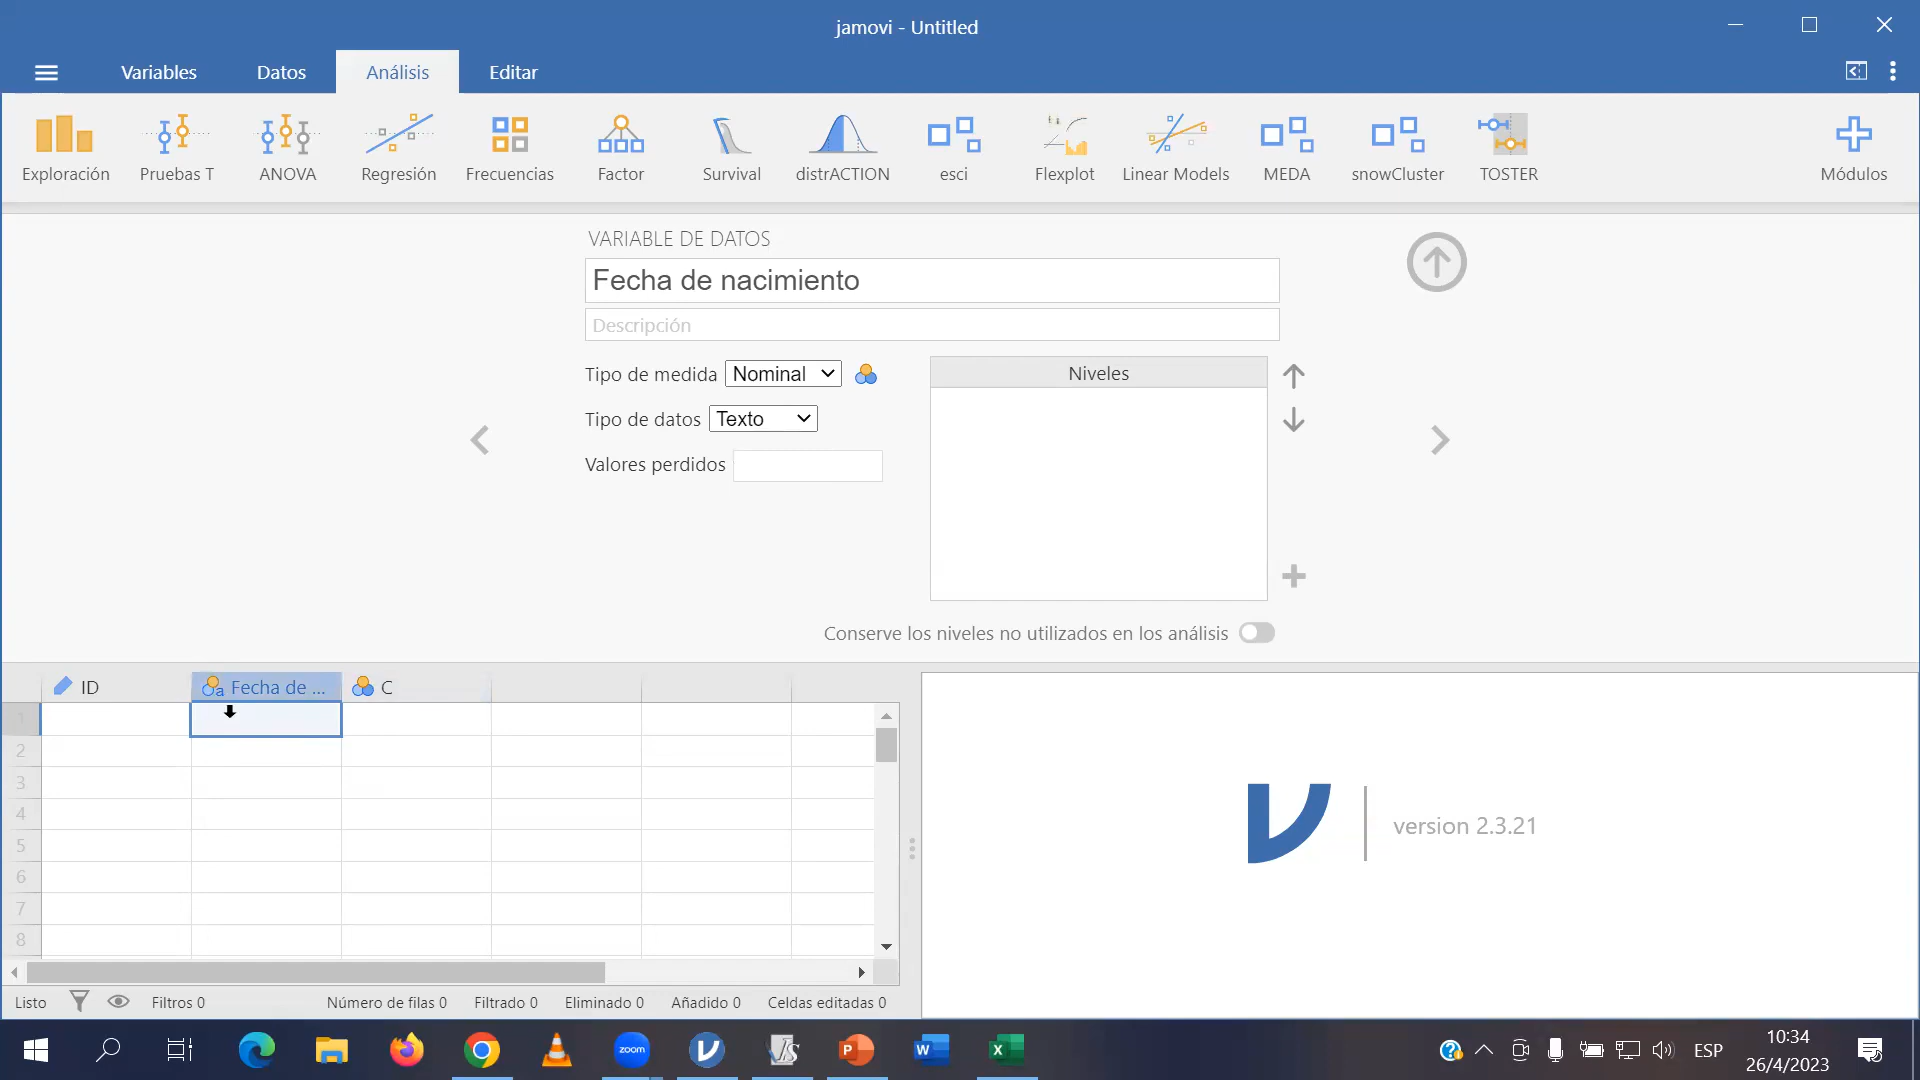 jamovi - Untitled
Variables
Datos
Análisis
Editar
Exploración
Pruebas T
ANOVA
Regresión
Frecuencias
Factor
Survival
distrACTION
esci
Flexplot
Linear Models
MEDA
snowCluster
TOSTER
Módulos
VARIABLE DE DATOS
Fecha de nacimiento
Descripción
Tipo de medida Nominal
Niveles
Tipo de datos Texto
Valores perdidos
Conserve los niveles no utilizados en los análisis
ID
a Fecha de ...
C
1
2
3
4
5
6
7
8
version 2.3.21
Listo
Filtros 0
Número de filas 0
Filtrado 0
Eliminado 0
Añadido 0
Celdas editadas 0
zoom
ESP
10:34
26/4/2023